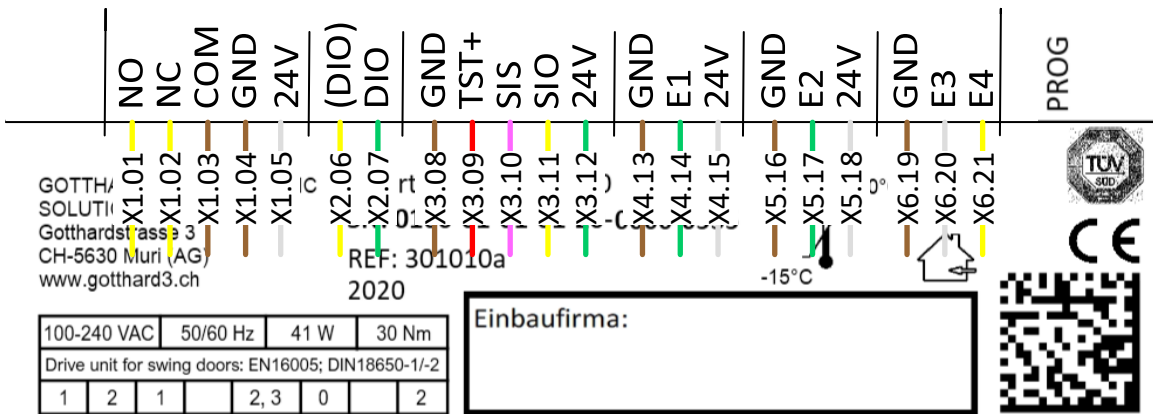 NO NC COM GND 24V (DIO) DIO GND TST+ SIS SIO 24V GND E1 24V GND E2 24V GND E3 E4 PROG
X1.01 X1.02 X1.03 X1.04 X1.05 X2.06 X2.07 X3.08 X3.09 X3.10 X3.11 X3.12 X4.13 X4.14 X4.15 X5.16 X5.17 X5.18 X6.19 X6.20 X6.21
TÜV
SÜD
Gotthardstrasse 3
CH-5630 Muri (AG)
www.gotthard3.ch
REF: 301010a
2020
-15°C
CE
100-240 VAC 50/60 Hz 41 W 30 Nm
Drive unit for swing doors: EN16005; DIN18650-1/-2
1 2 1 2, 3 0 2
Einbaufirma: